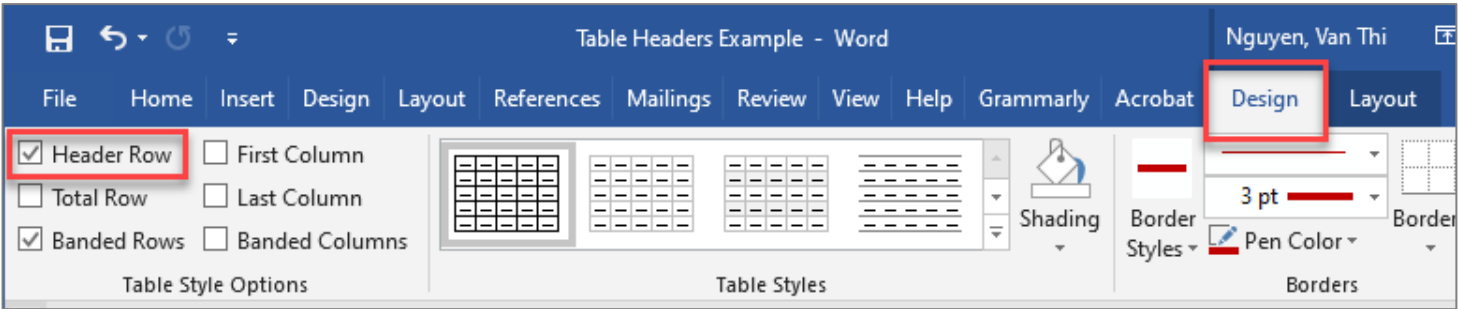 Table Headers Example - Word
Nguyen, Van Thi
File Home Insert Design Layout References Mailings Review View Help Grammarly Acrobat Design Layout
Header Row First Column
Total Row Last Column
Banded Rows Banded Columns
Table Style Options
Shading
Table Styles
Border
Styles
3 pt
Pen Color
Border
Borders